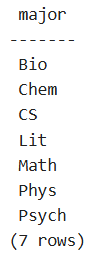 major
-------
Bio
Chem
CS
Lit
Math
Phys
Psych
(7 rows)